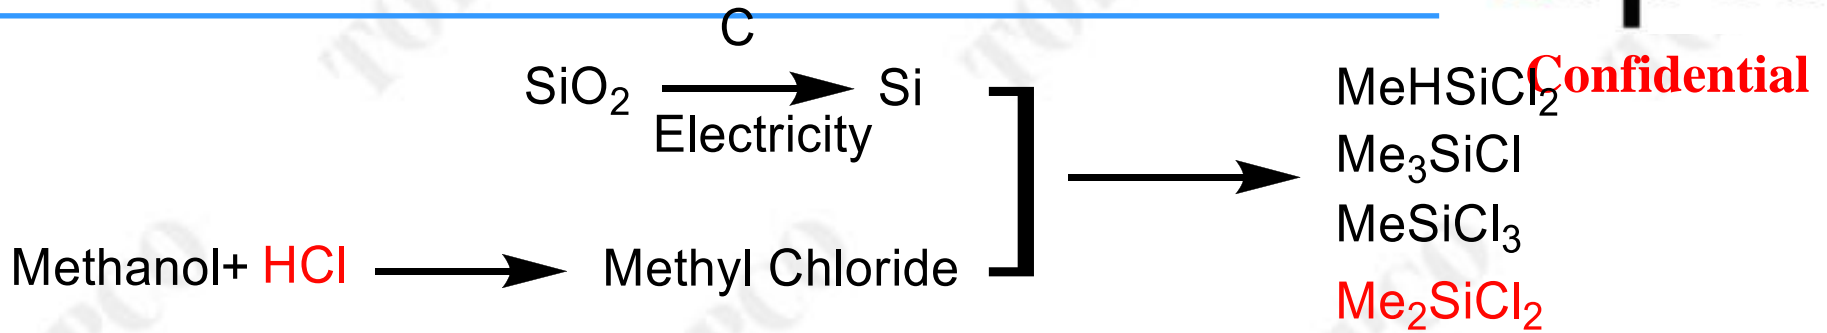 C
SiO₂ → Si
Electricity
Methanol+ HCl → Methyl Chloride
MeHSiCl₂
Confidential
Me₃SiCl
MeSiCl₃
Me₂SiCl₂